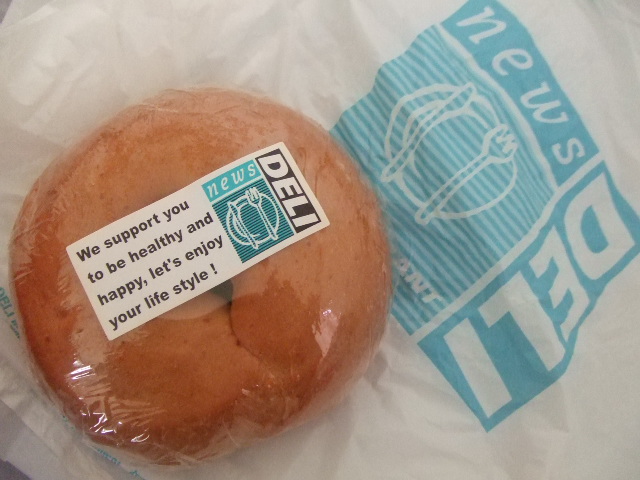 We support you
to be healthy and
happy, let's enjoy
your life style !
news
DELI
news
DELI